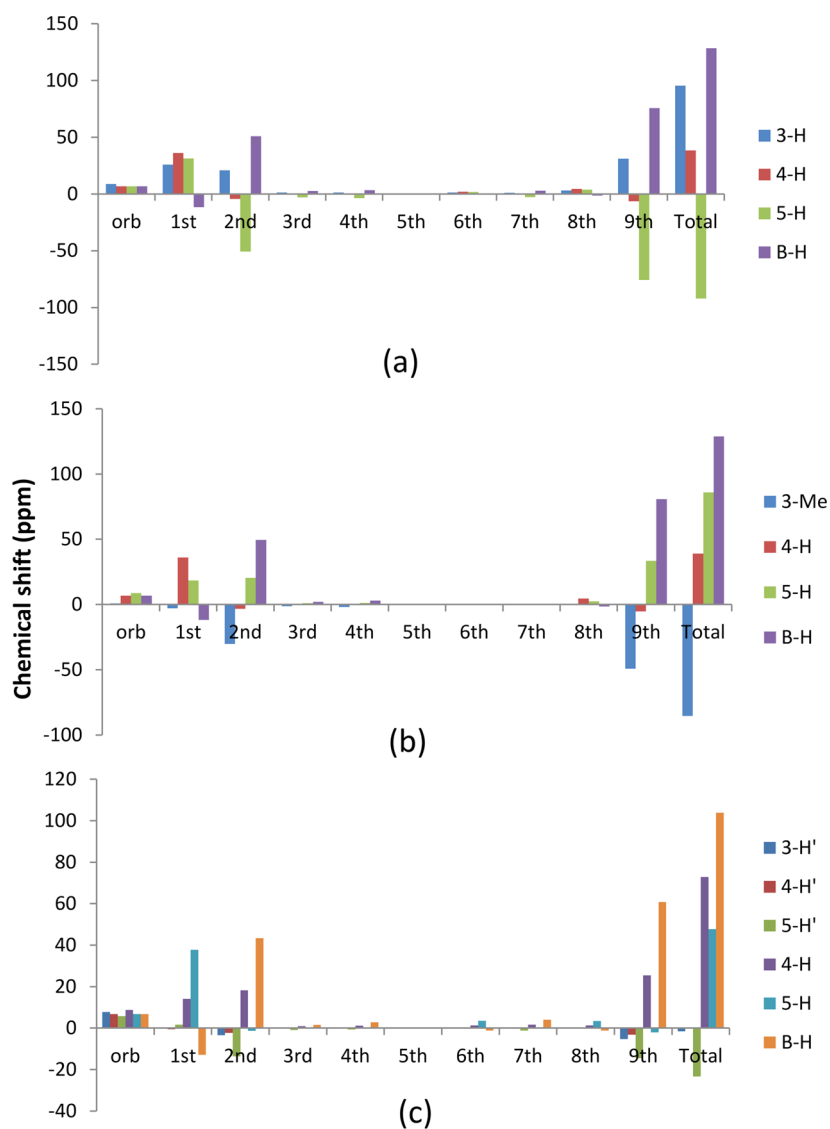 150
100
50
0
-50
-100
-150
orb 1st 2nd 3rd 4th 5th 6th 7th 8th 9th Total
3-H
4-H
5-H
B-H
(a)
Chemical shift (ppm)
150
100
50
0
-50
-100
orb 1st 2nd 3rd 4th 5th 6th 7th 8th 9th Total
3-Me
4-H
5-H
B-H
(b)
120
100
80
60
40
20
0
-20
-40
orb 1st 2nd 3rd 4th 5th 6th 7th 8th 9th Total
3-H'
4-H'
5-H'
4-H
5-H
B-H
(c)